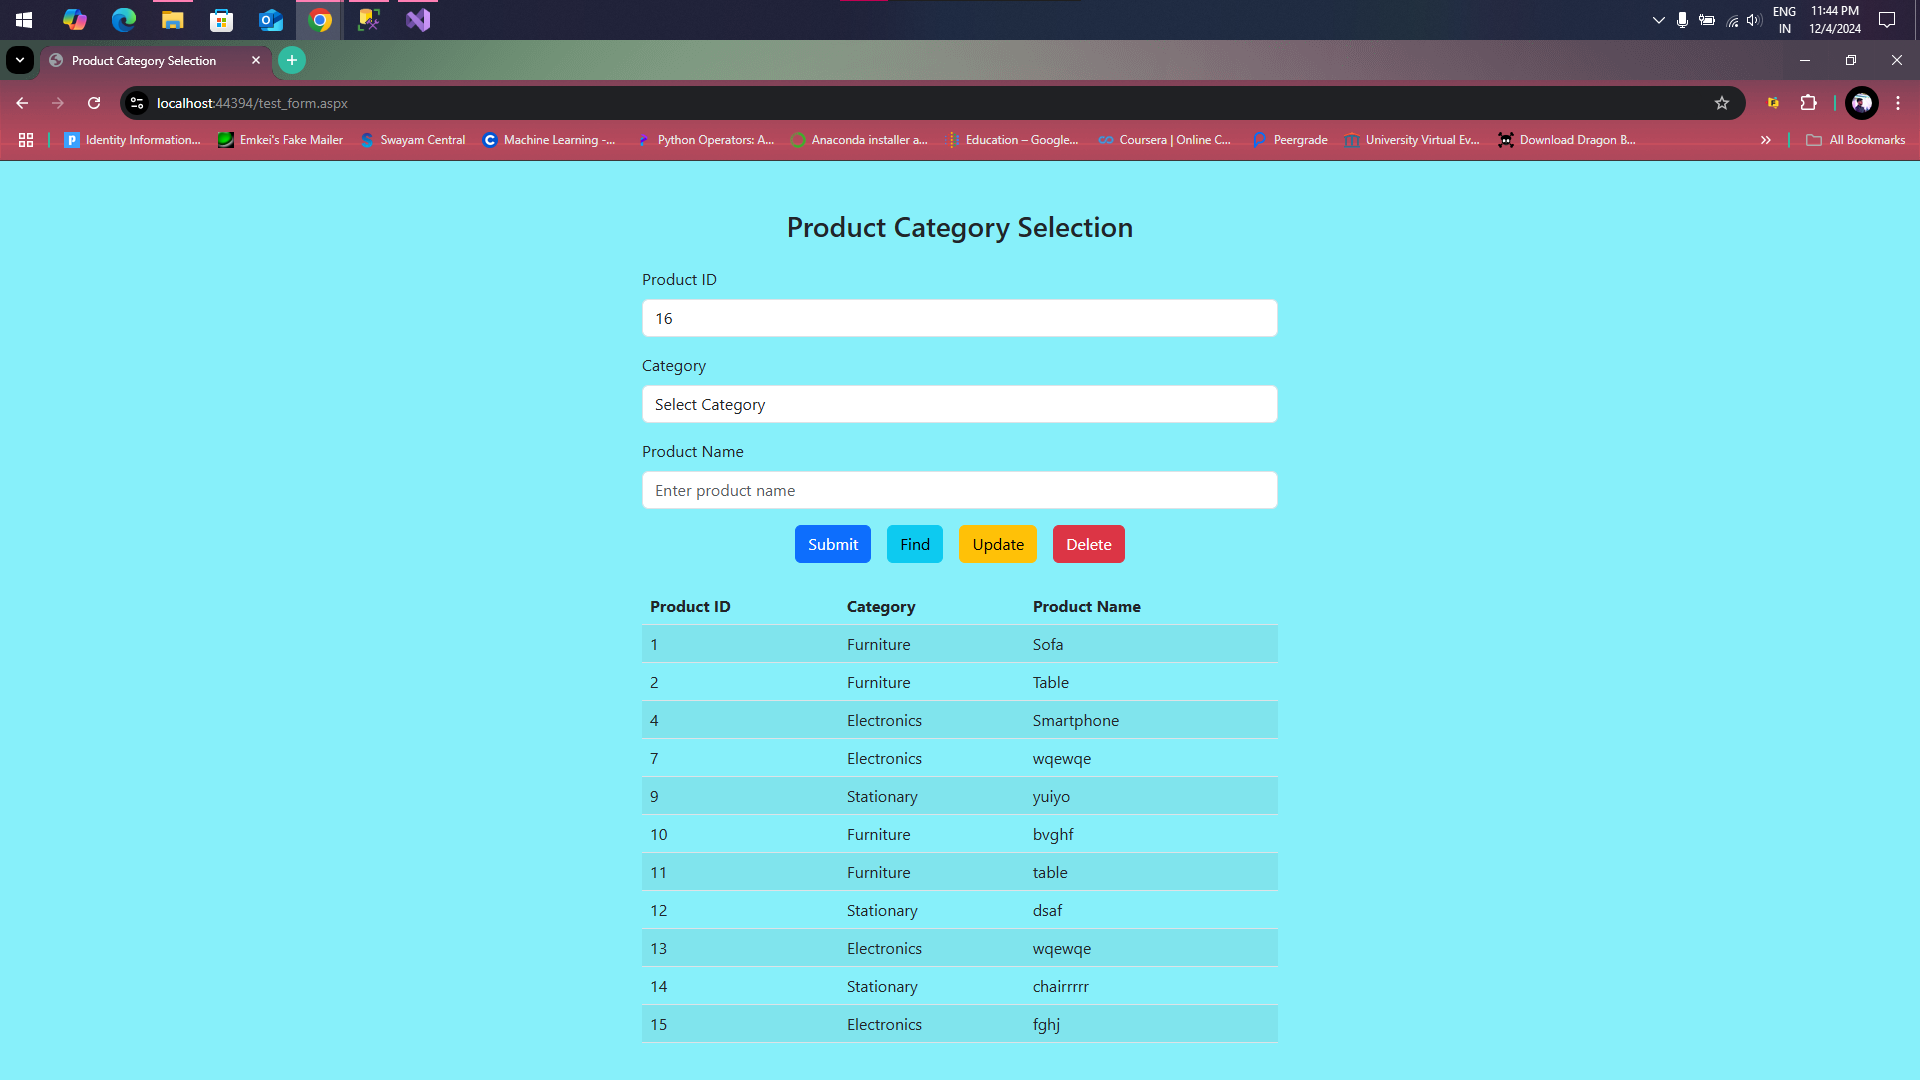 ENG
IN
11:44 PM
12/4/2024
Product Category Selection
localhost:44394/test_form.aspx
Identity Information... Emkei's Fake Mailer Swayam Central Machine Learning -... Python Operators: A... Anaconda installer a... Education – Google... Coursera | Online C... Peergrade University Virtual Ev... Download Dragon B... All Bookmarks
Product Category Selection
Product ID
16
Category
Select Category
Product Name
Enter product name
Submit Find Update Delete
Product ID Category Product Name
1 Furniture Sofa
2 Furniture Table
4 Electronics Smartphone
7 Electronics wqewqe
9 Stationary yuiyo
10 Furniture bvghf
11 Furniture table
12 Stationary dsaf
13 Electronics wqewqe
14 Stationary chairrrrr
15 Electronics fghj